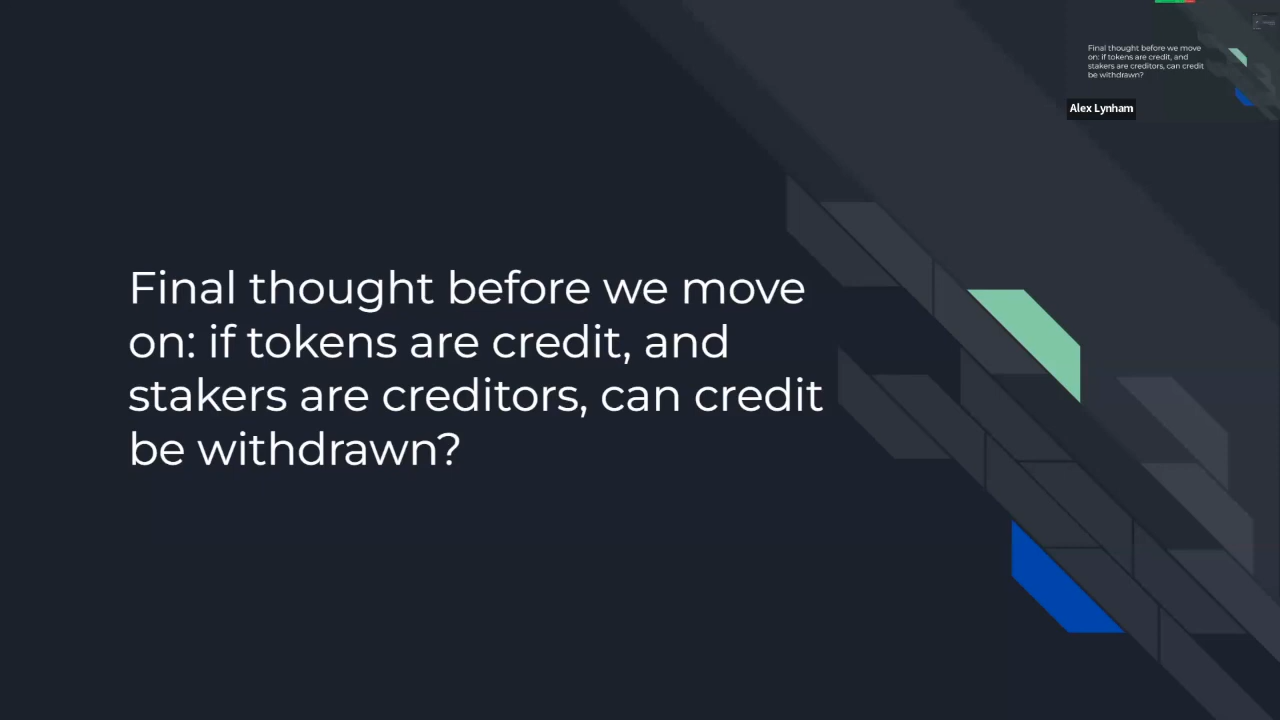 Final thought before we move
on: if tokens are credit, and
stakers are creditors, can credit
be withdrawn?
Final thought before we move
on: if tokens are credit, and
stakers are creditors, can credit
be withdrawn?
Alex Lynham